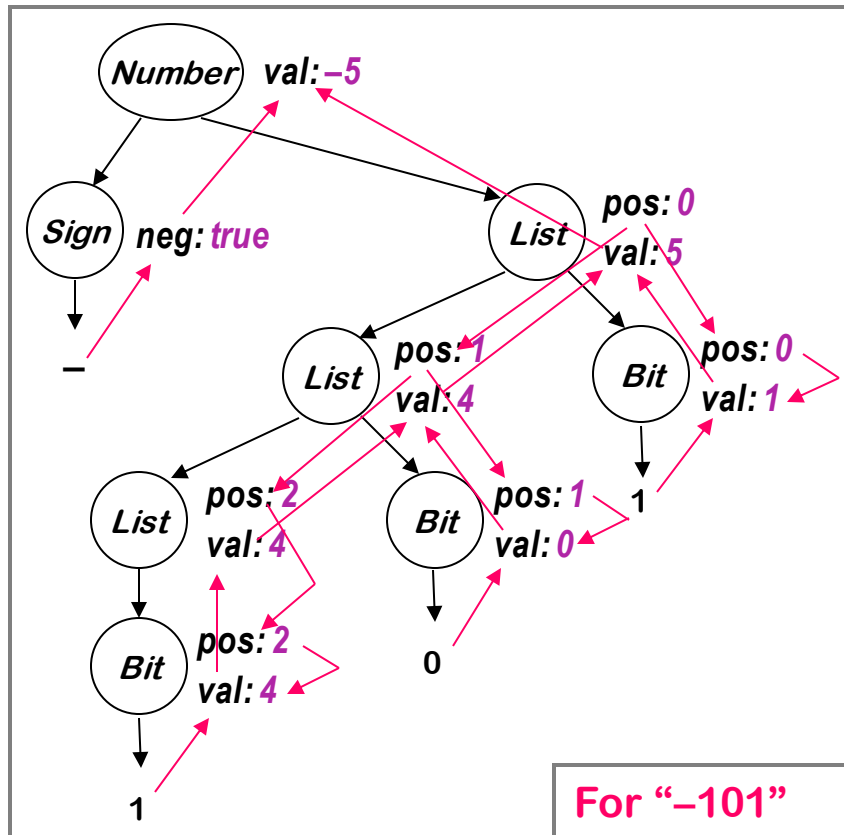 Number val: –5
Sign neg: true
List pos: 0
val: 5
–
List pos: 1
val: 4
Bit pos: 0
val: 1
List pos: 2
val: 4
Bit pos: 1
val: 0
1
Bit pos: 2
val: 4
0
1
For “–101”